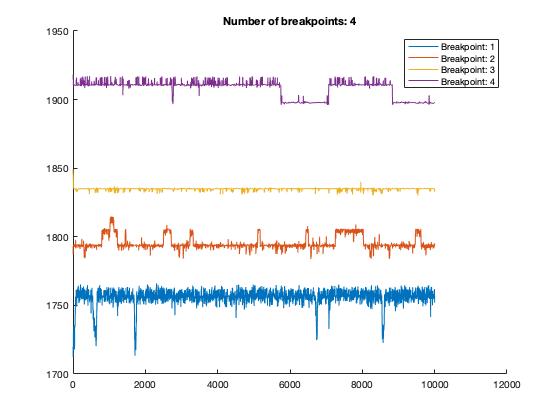 Number of breakpoints: 4
1950
1900
1850
1800
1750
1700
0
2000
4000
6000
8000
10000
12000
Breakpoint: 1
Breakpoint: 2
Breakpoint: 3
Breakpoint: 4